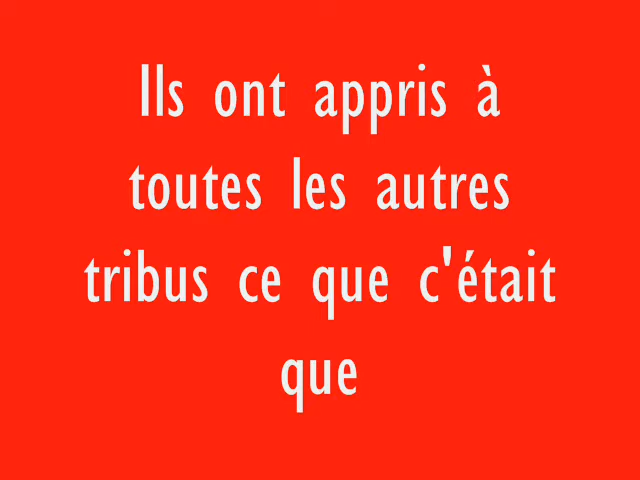 Ils ont appris à
toutes les autres
tribus ce que c'était
que